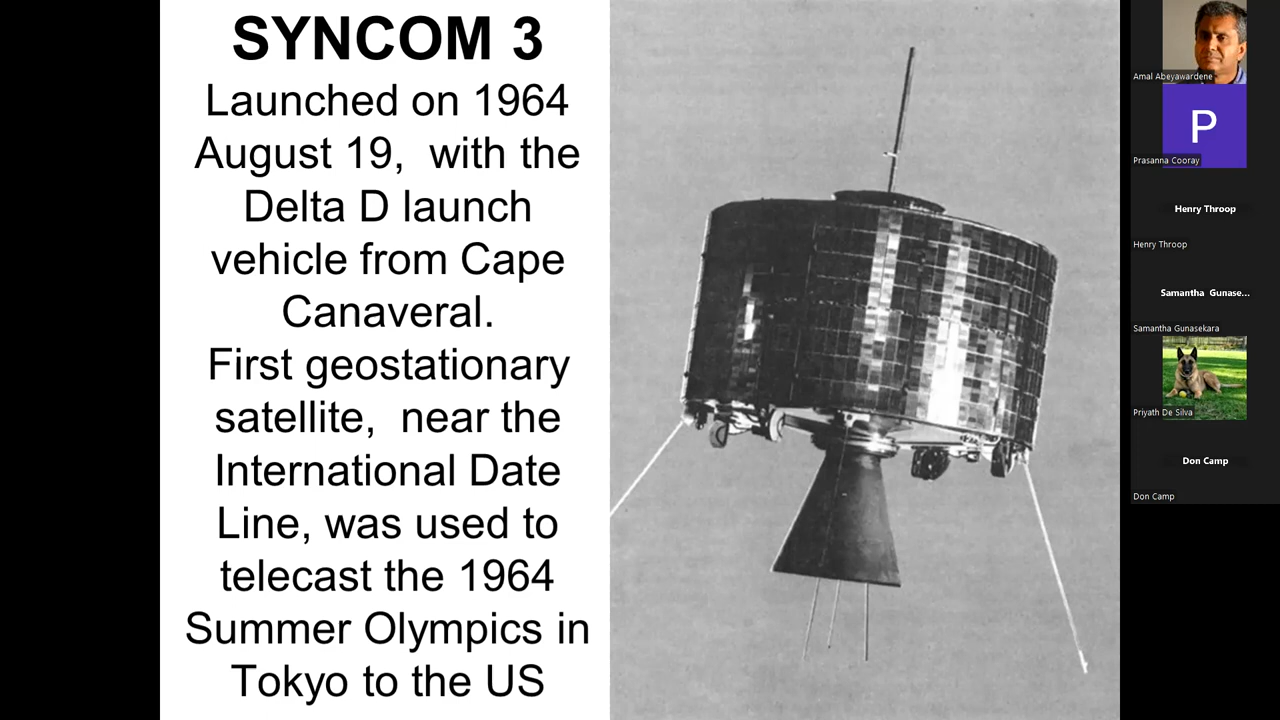 SYNCOM 3
Launched on 1964
August 19,  with the
Delta D launch
vehicle from Cape
Canaveral.
First geostationary
satellite,  near the
International Date
Line, was used to
telecast the 1964
Summer Olympics in
Tokyo to the US
Amal Abeyawardene
P
Prasanna Cooray
Henry Throop
Henry Throop
Samantha Gunase...
Samantha Gunasekara
Priyath De Silva
Don Camp
Don Camp